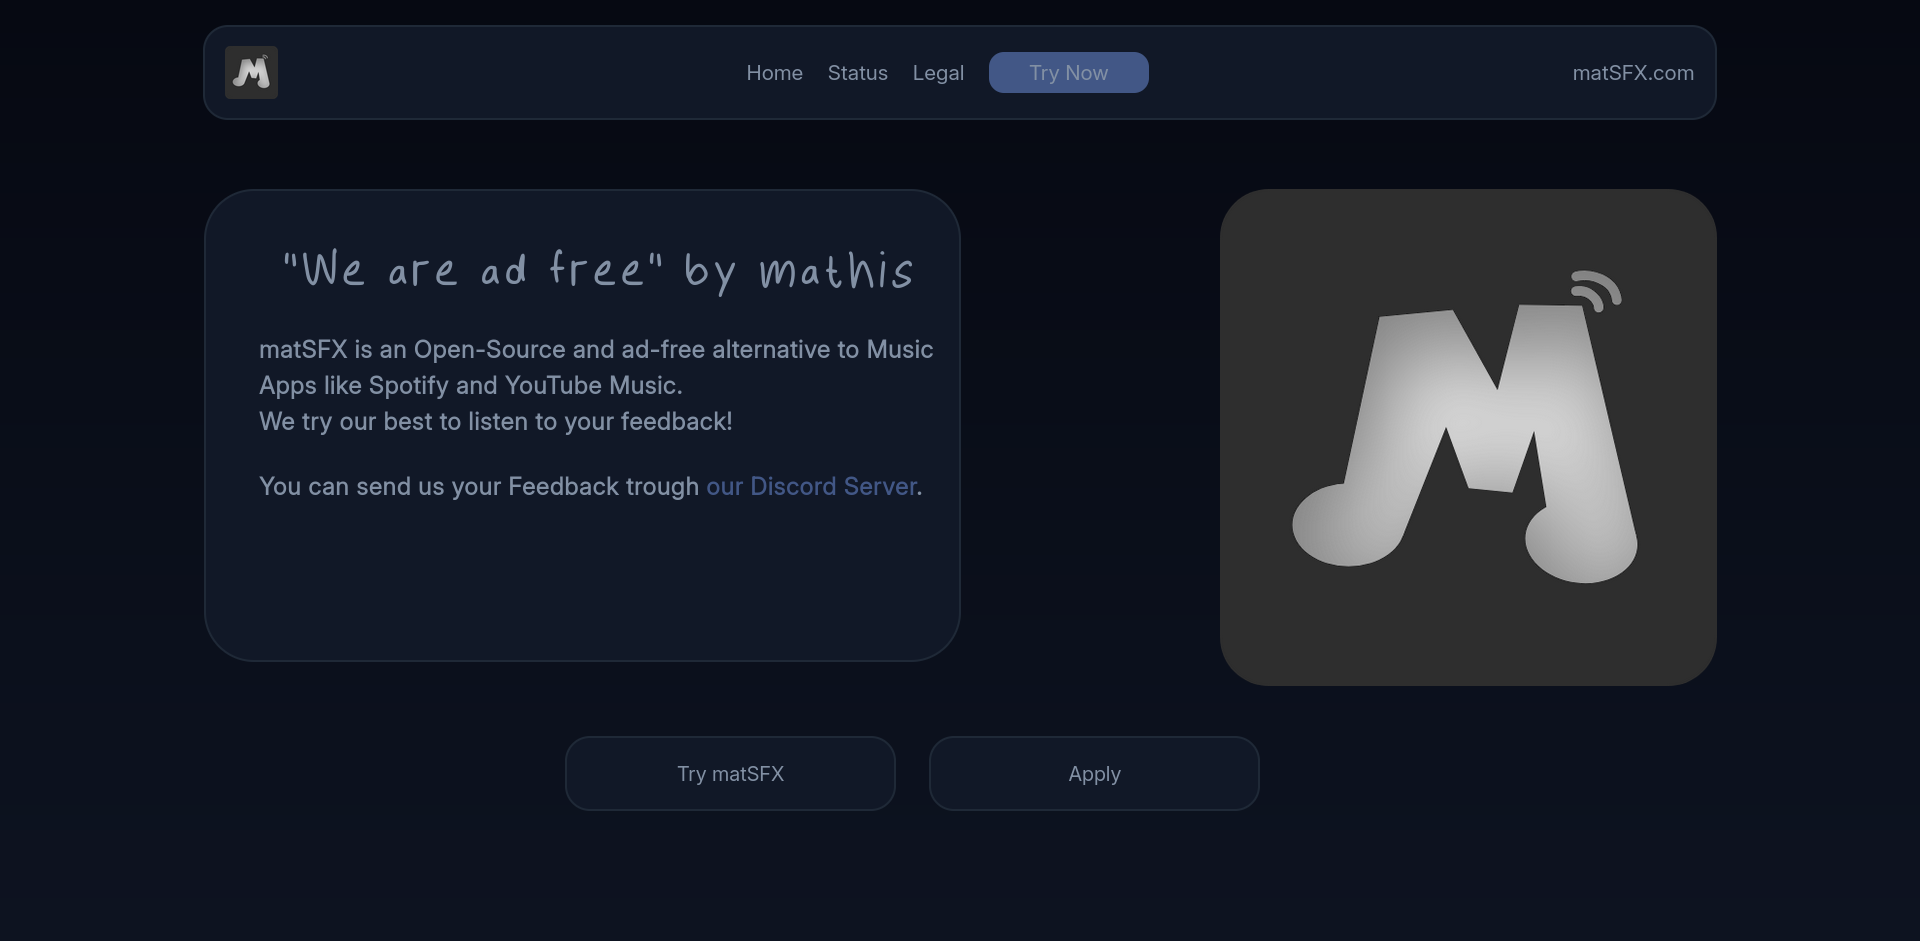 Home Status Legal Try Now matSFX.com
"We are ad free" by mathis
matSFX is an Open-Source and ad-free alternative to Music
Apps like Spotify and YouTube Music.
We try our best to listen to your feedback!
You can send us your Feedback trough our Discord Server.
Try matSFX Apply